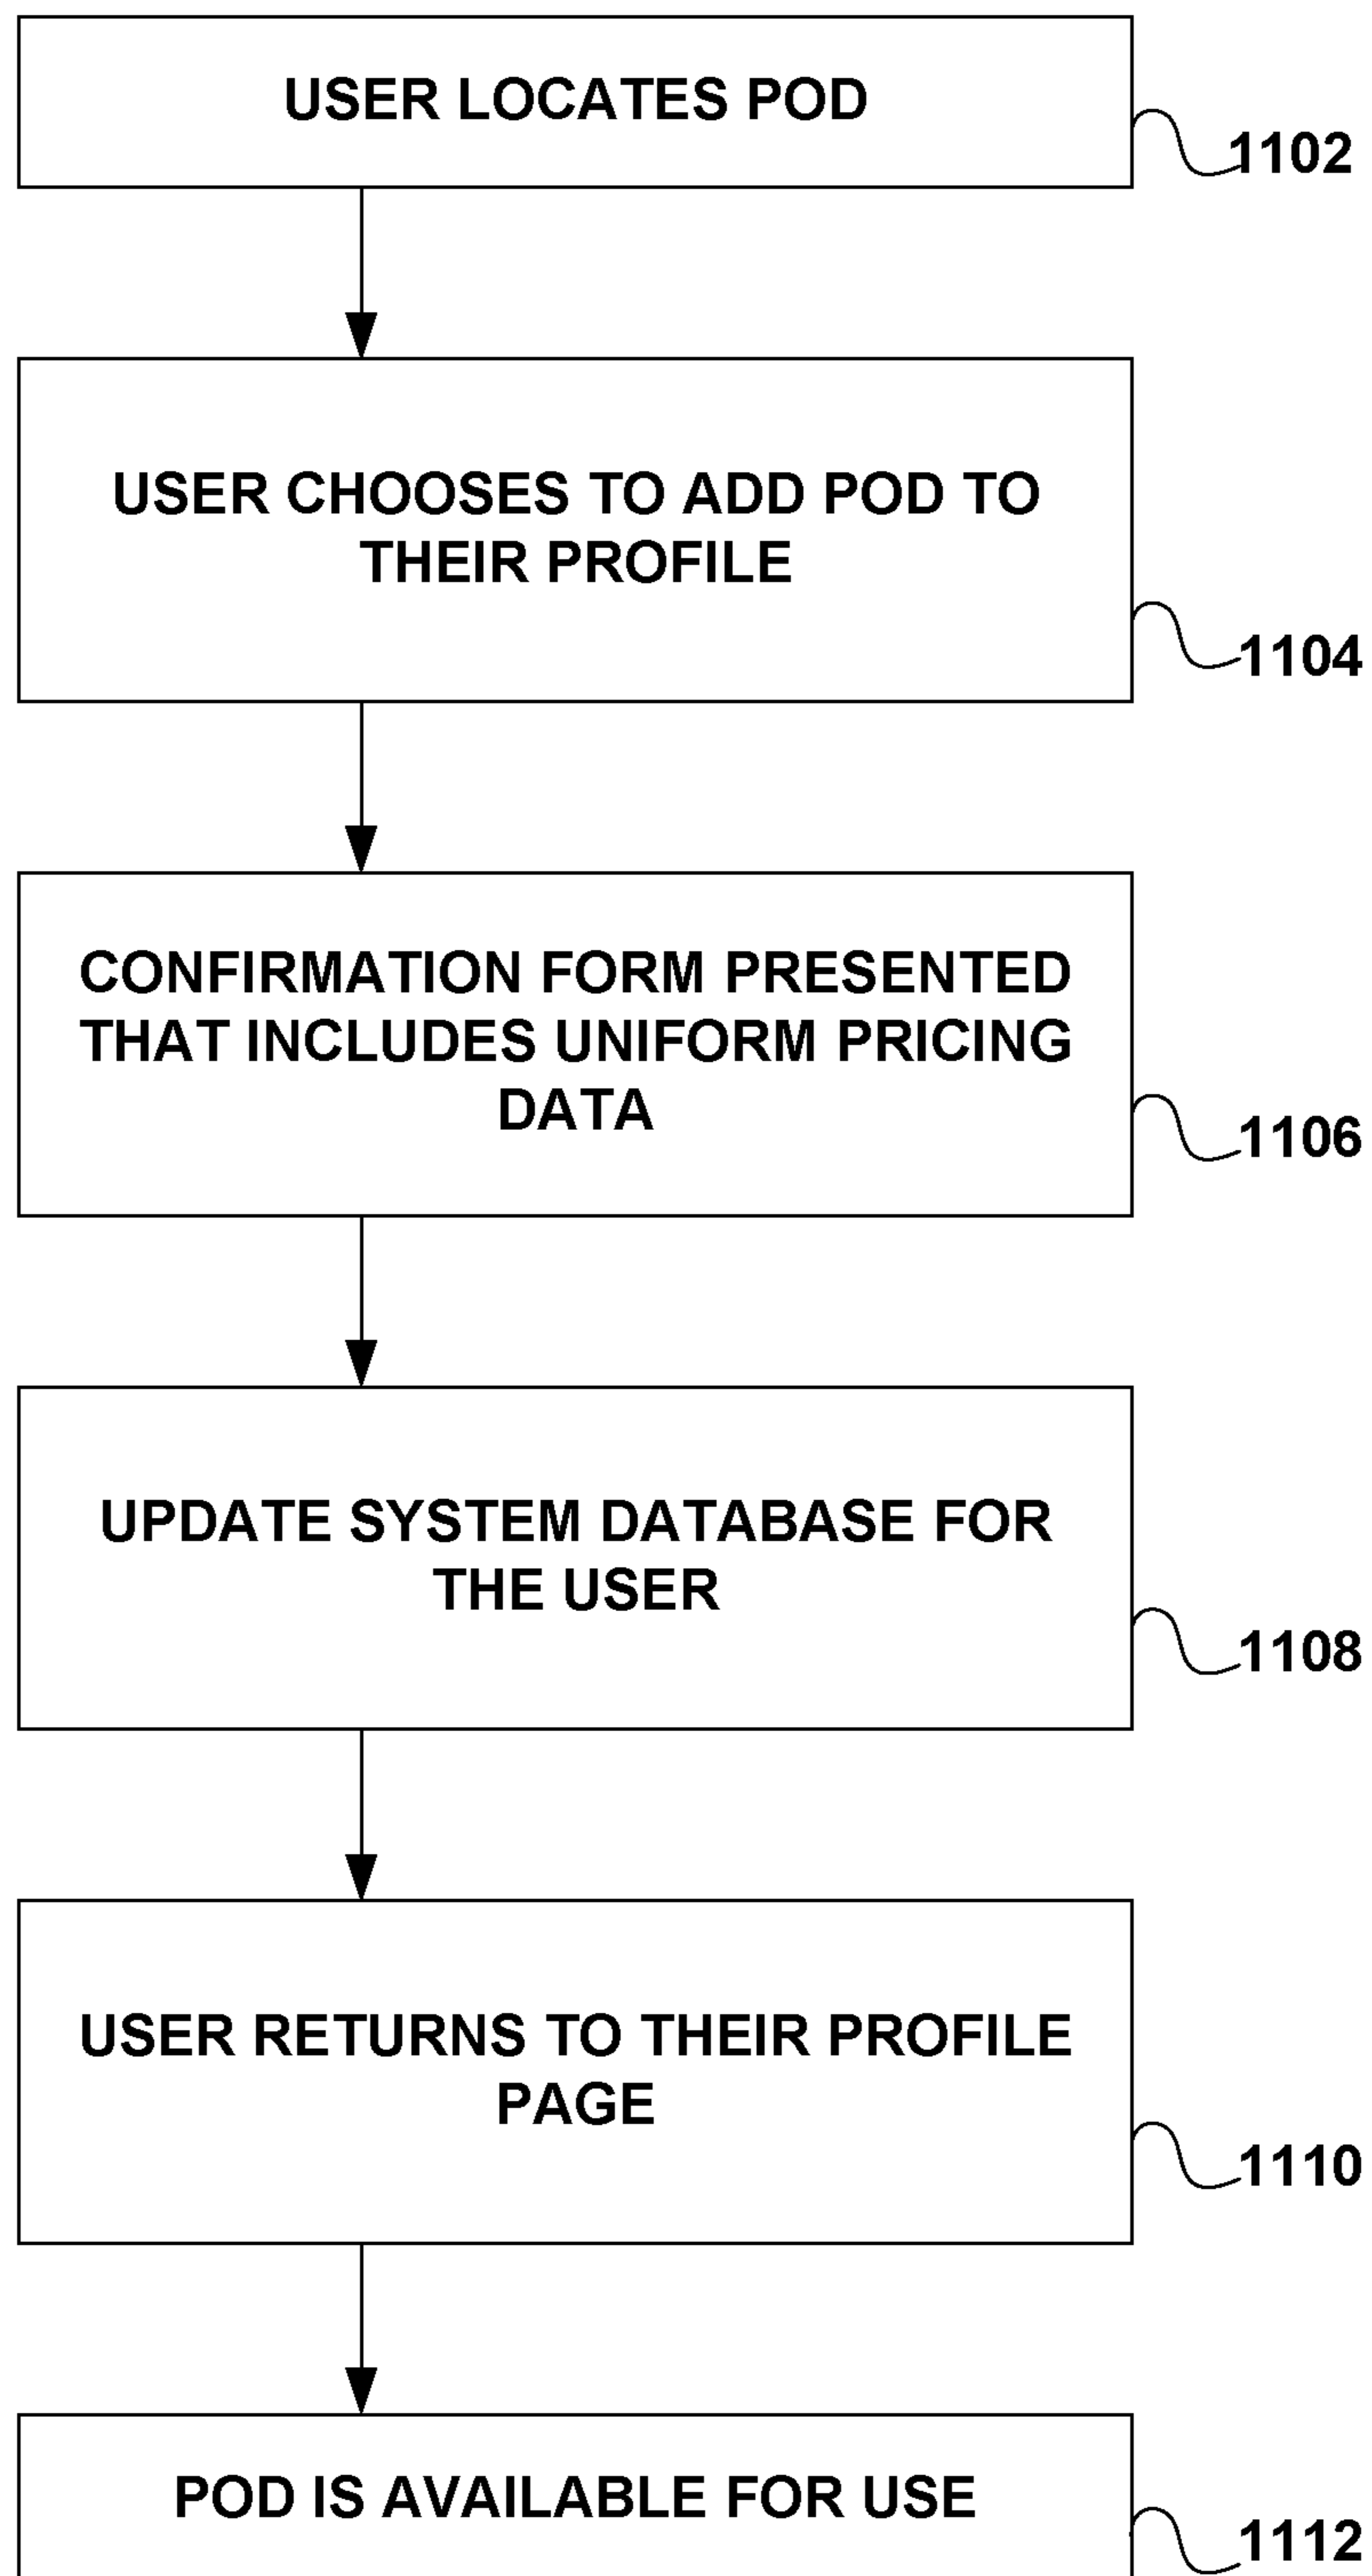 USER LOCATES POD
1102
USER CHOOSES TO ADD POD TO
THEIR PROFILE
1104
CONFIRMATION FORM PRESENTED
THAT INCLUDES UNIFORM PRICING
DATA
1106
UPDATE SYSTEM DATABASE FOR
THE USER
1108
USER RETURNS TO THEIR PROFILE
PAGE
1110
POD IS AVAILABLE FOR USE
1112